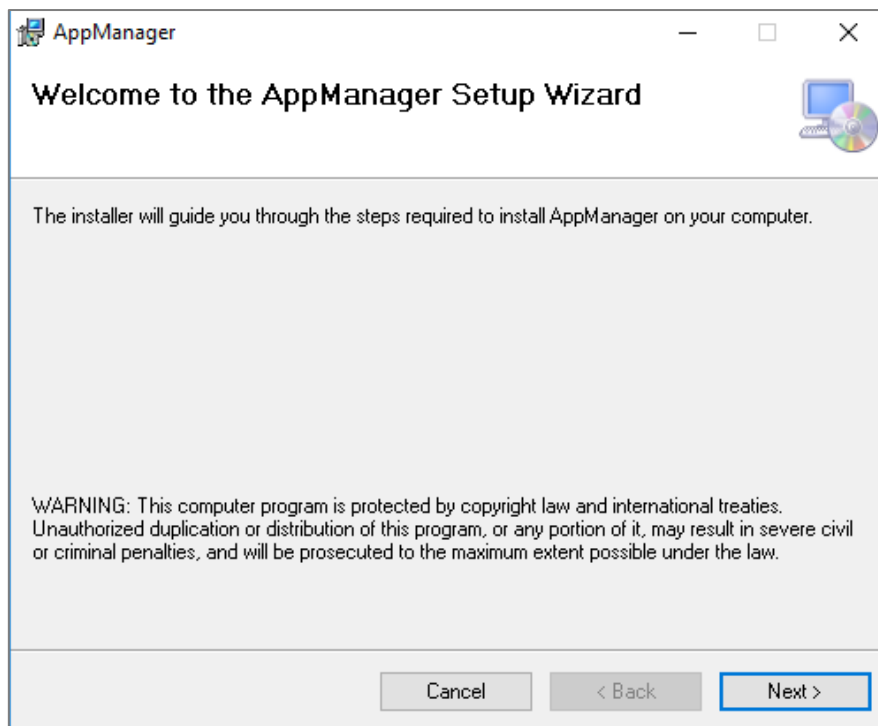 AppManager
Welcome to the AppManager Setup Wizard
The installer will guide you through the steps required to install AppManager on your computer.
WARNING: This computer program is protected by copyright law and international treaties.
Unauthorized duplication or distribution of this program, or any portion of it, may result in severe civil
or criminal penalties, and will be prosecuted to the maximum extent possible under the law.
Cancel
< Back
Next >